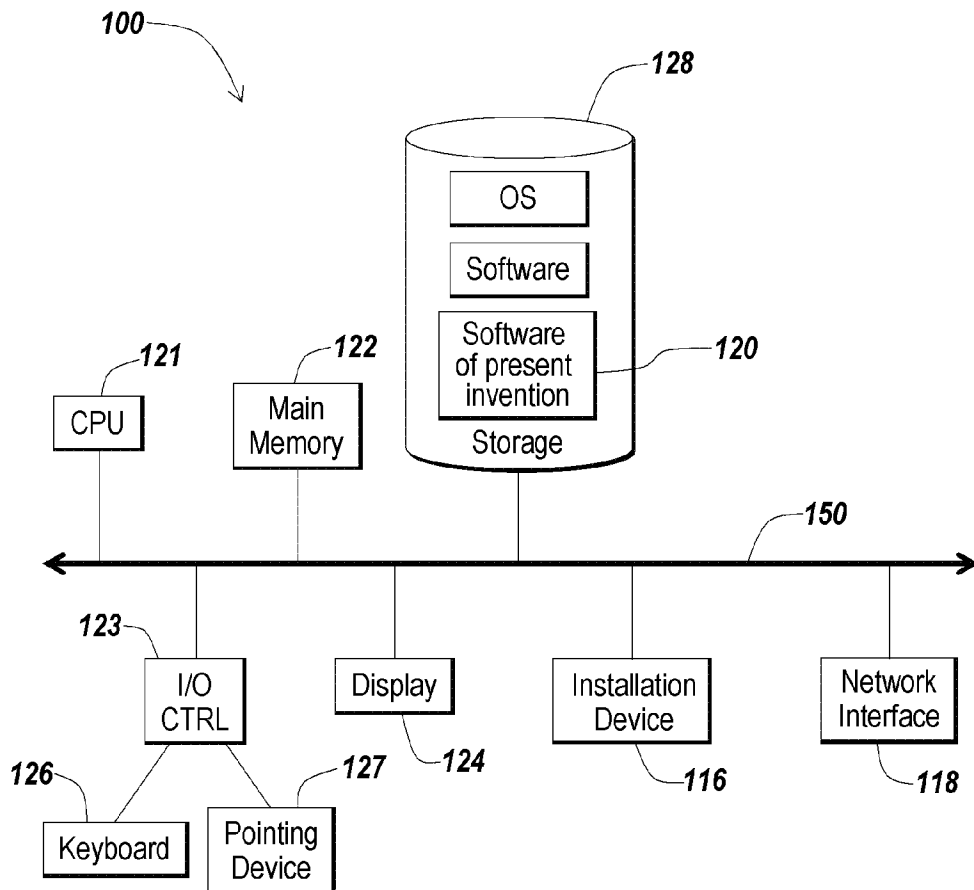 100
128
OS
Software
Software
of present
invention
120
Storage
121
CPU
122
Main
Memory
150
123
I/O
CTRL
Display
124
Installation
Device
116
Network
Interface
118
126
Keyboard
127
Pointing
Device